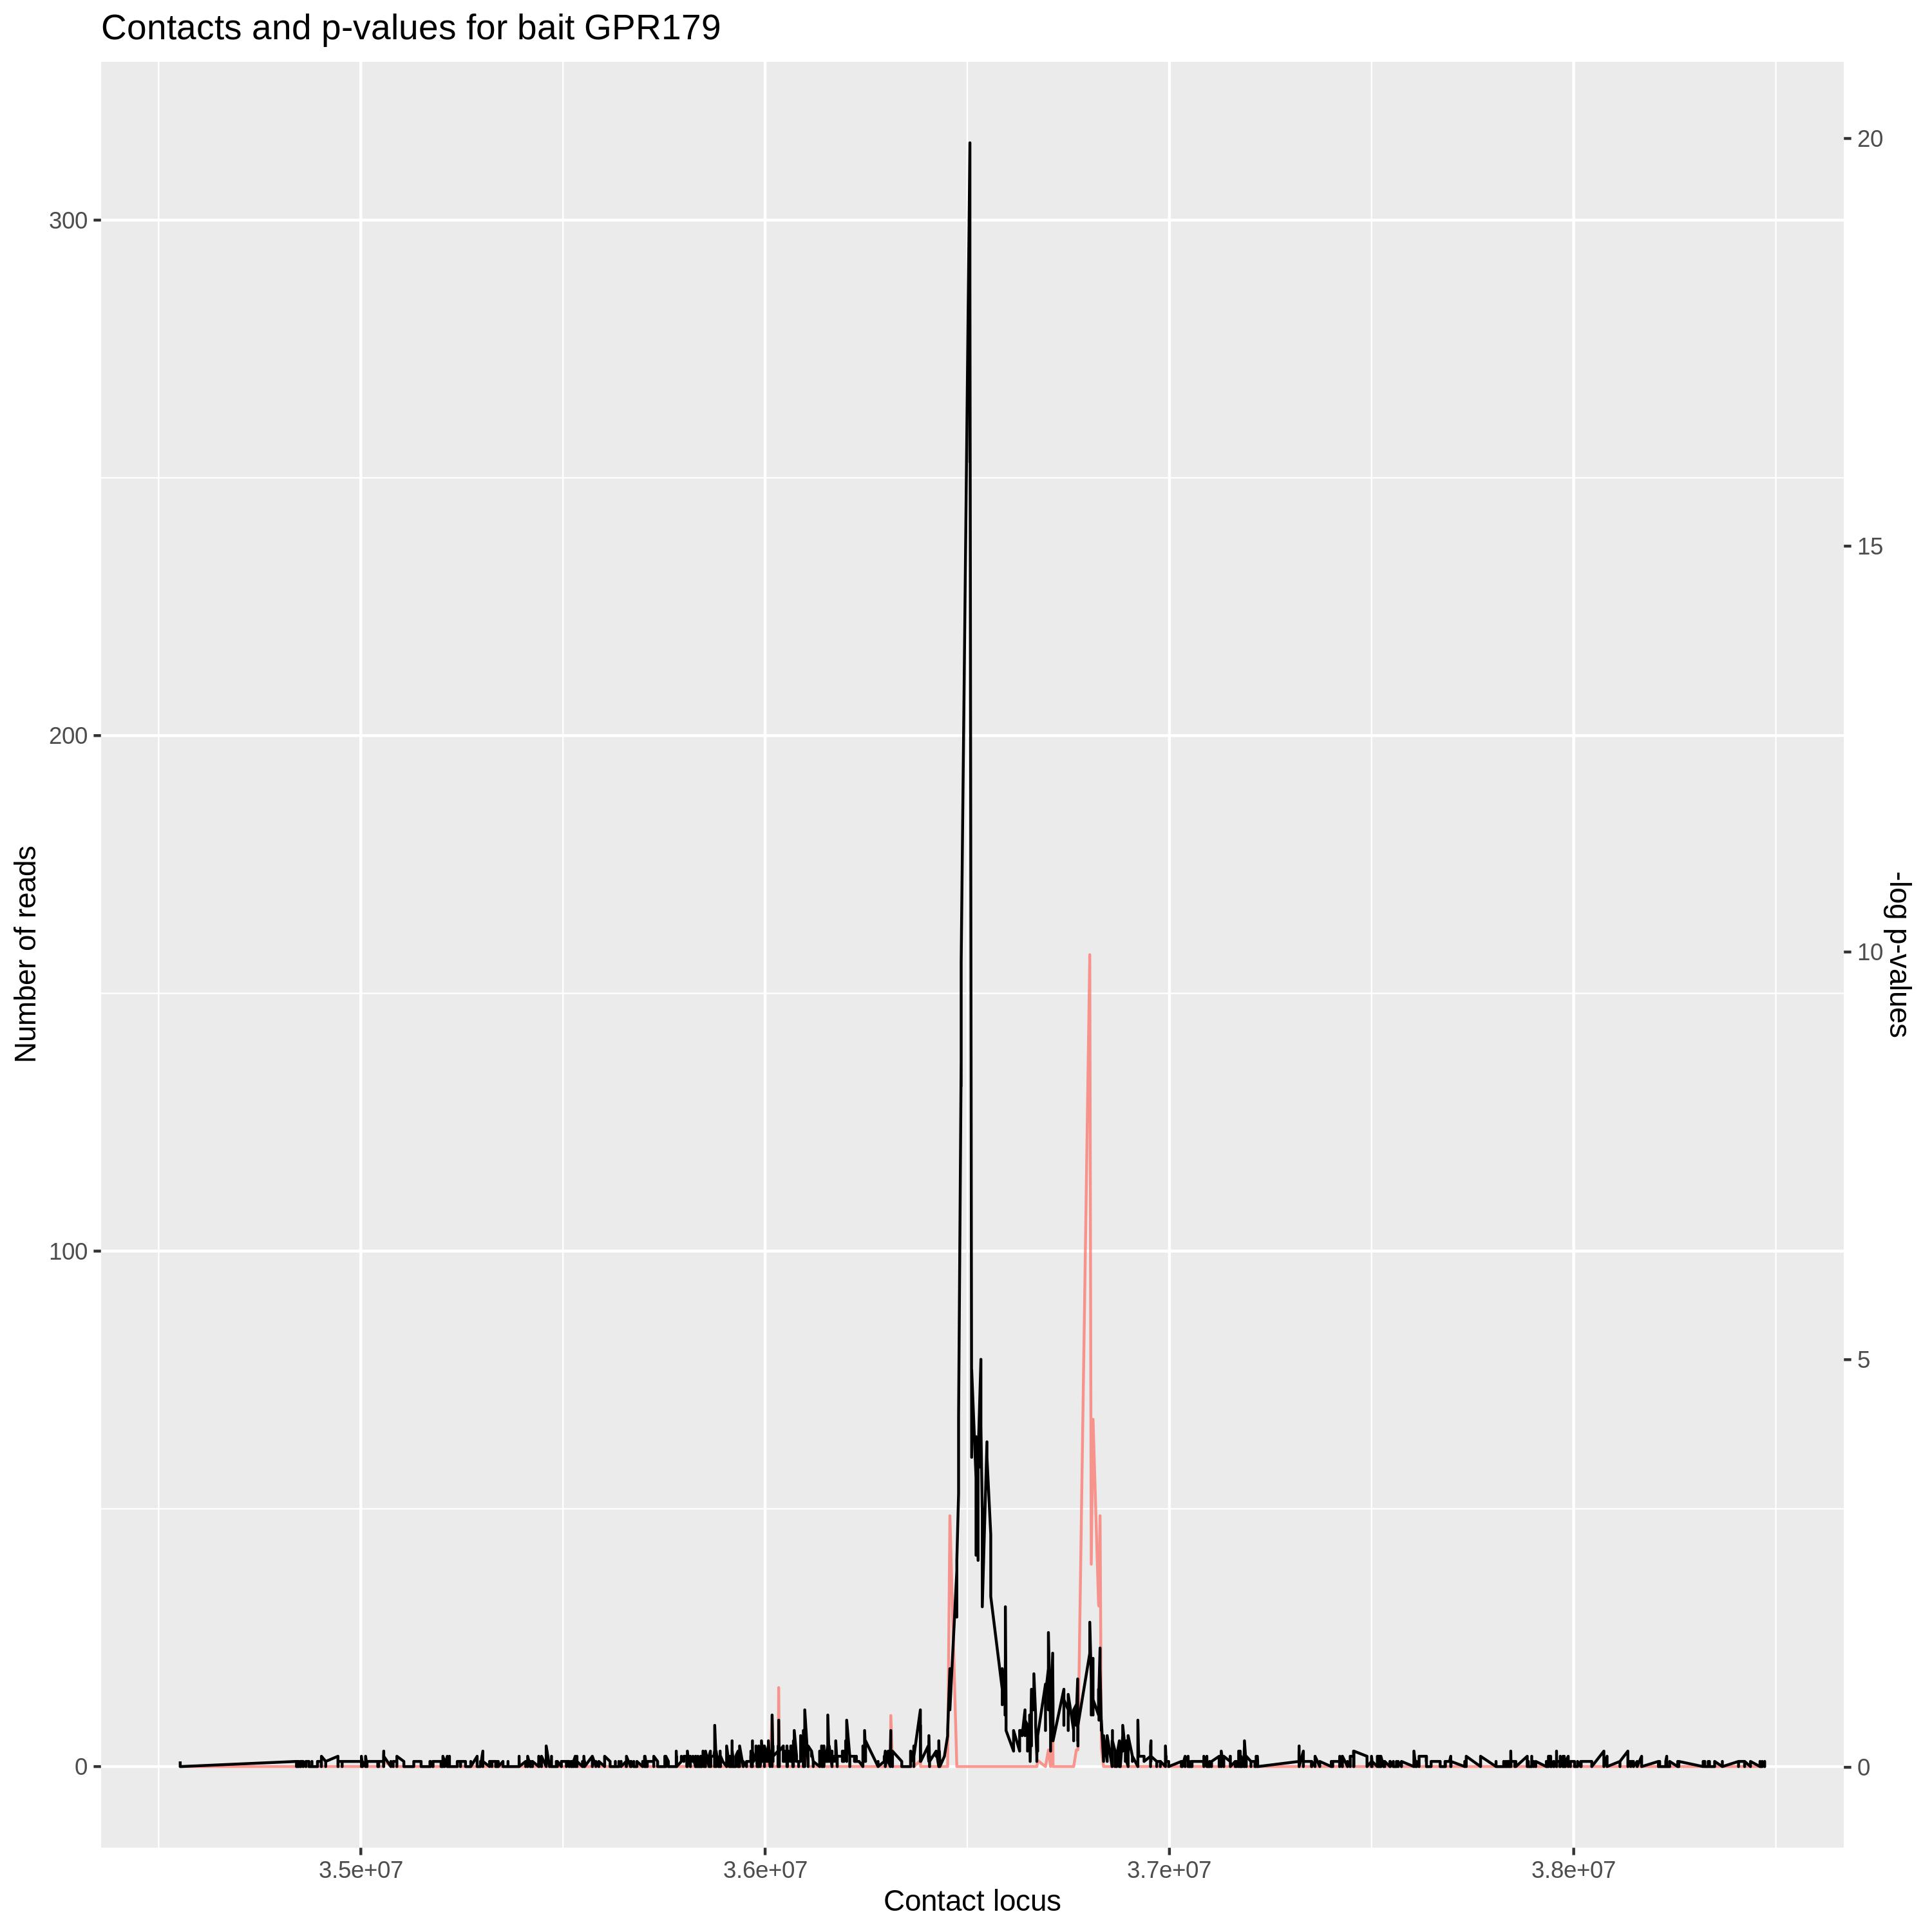 Contacts and p-values for bait GPR179
300
200
100
0
Number of reads
20
15
10
5
0
-log p-values
3.5e+07
3.6e+07
3.7e+07
3.8e+07
Contact locus